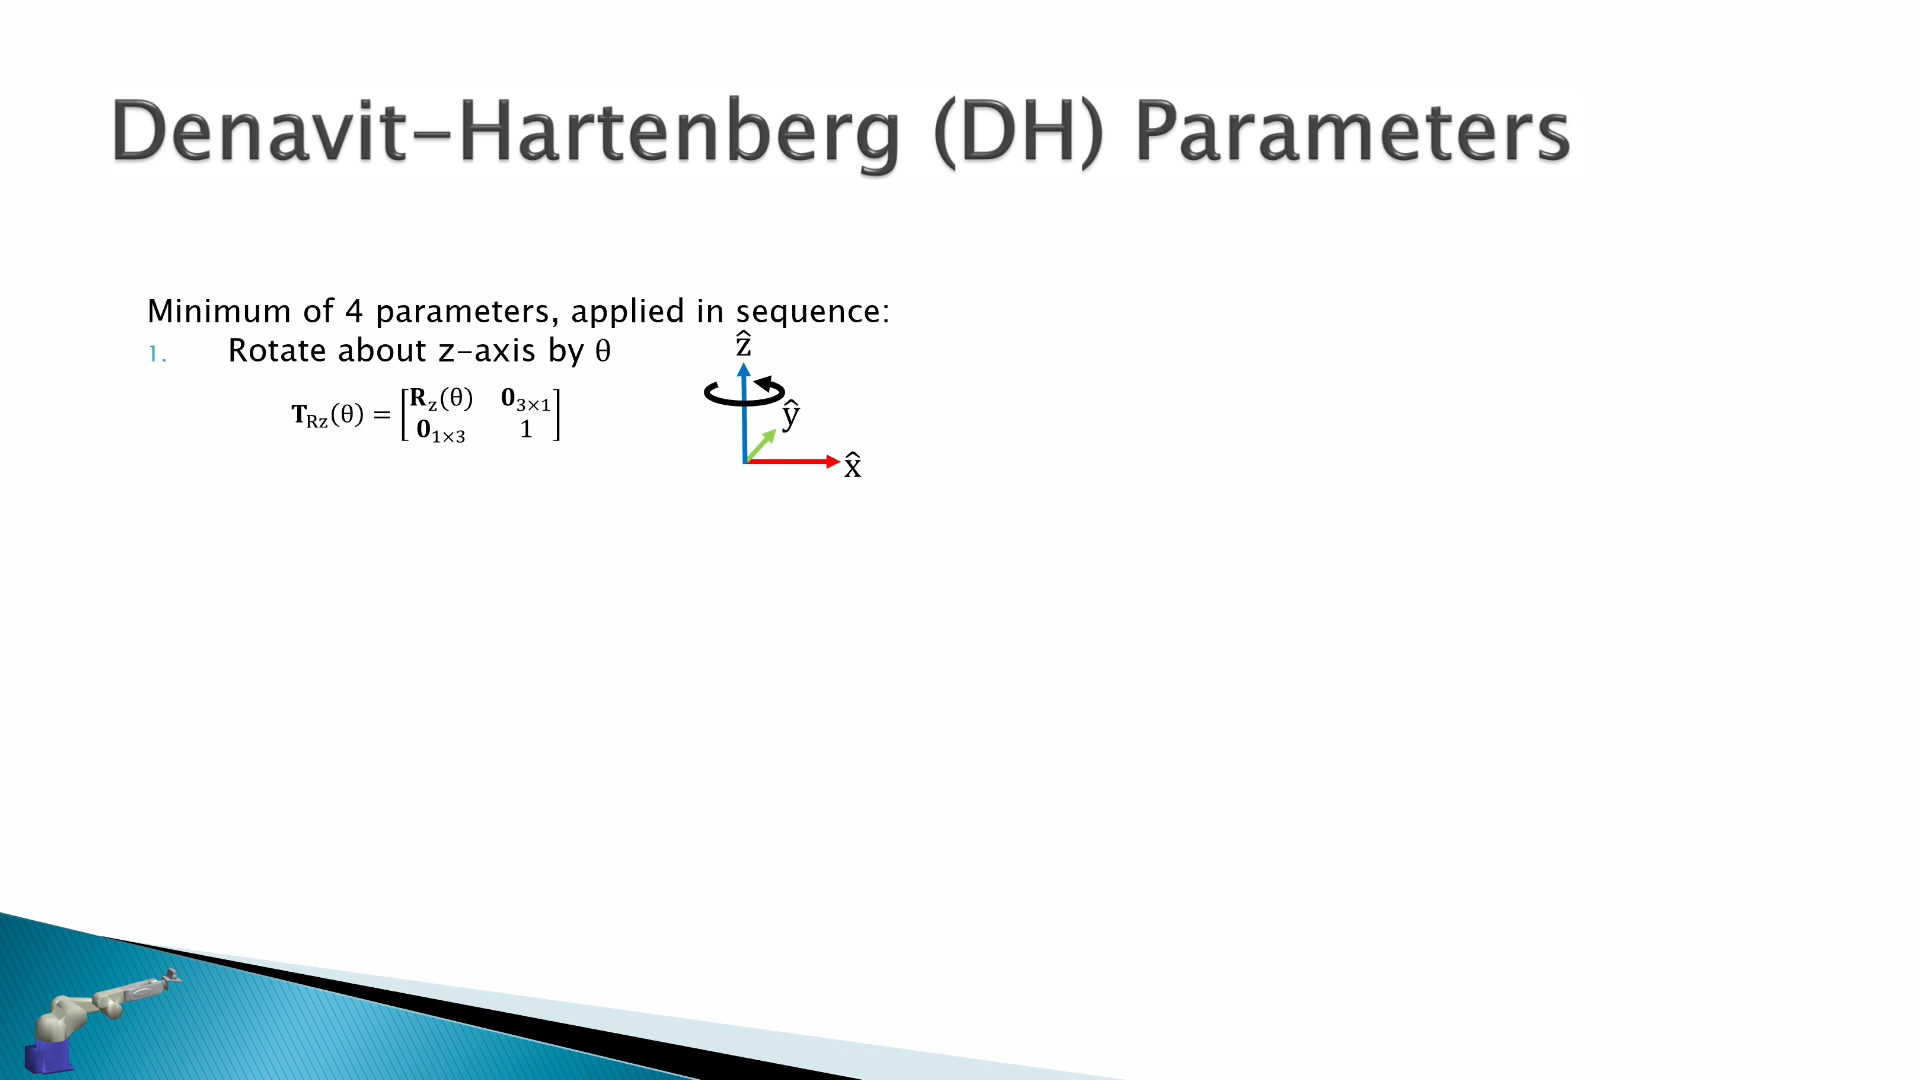 Denavit-Hartenberg (DH) Parameters
Minimum of 4 parameters, applied in sequence:
1. Rotate about z-axis by θ
ẑ
𝐓_Rz(θ) = [𝐑_z(θ) 𝟎_3×1
𝟎_1×3 1]
ŷ
x̂